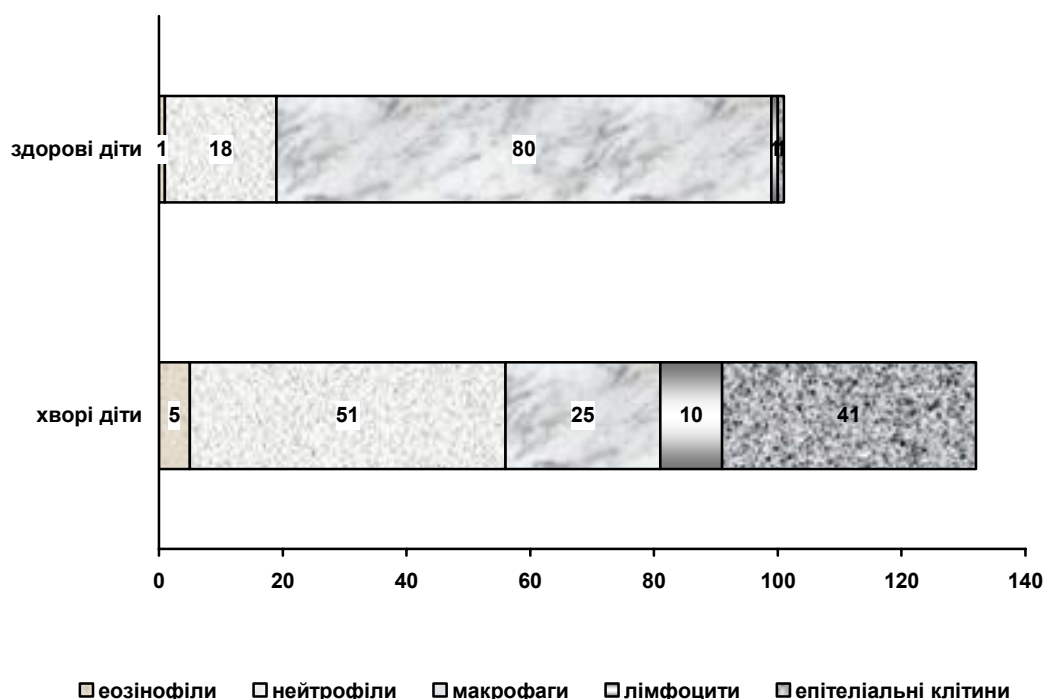 здорові діти 1 18 80 1 1
хворі діти 5 51 25 10 41
0 20 40 60 80 100 120 140
еозінофіли нейтрофіли макрофаги лімфоцити епітеліальні клітини